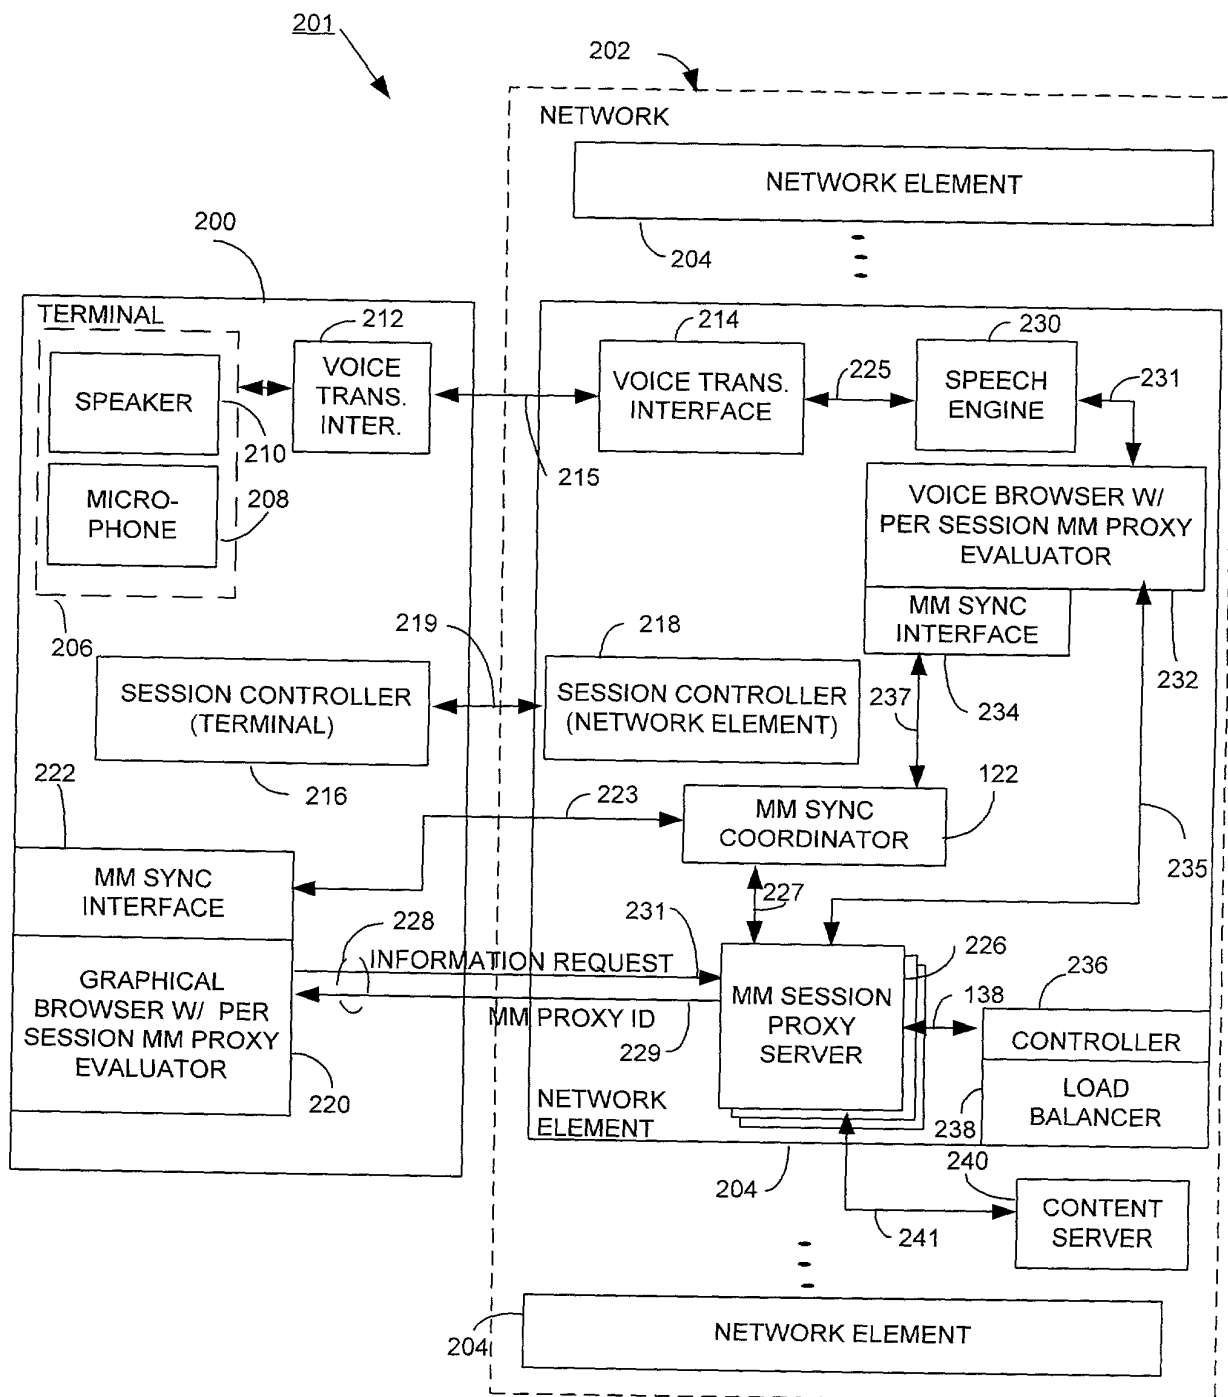 201
202
NETWORK
NETWORK ELEMENT
200
204
TERMINAL
212
214
230
SPEAKER
VOICE
TRANS.
INTER.
VOICE TRANS.
INTERFACE
225
SPEECH
ENGINE
231
210
215
MICRO-
PHONE
208
VOICE BROWSER W/
PER SESSION MM PROXY
EVALUATOR
MM SYNC
INTERFACE
206
219
218
232
SESSION CONTROLLER
(TERMINAL)
SESSION CONTROLLER
(NETWORK ELEMENT)
237
234
222
216
223
MM SYNC
COORDINATOR
122
235
MM SYNC
INTERFACE
227
228
231
INFORMATION REQUEST
226
236
GRAPHICAL
BROWSER W/ PER
SESSION MM PROXY
EVALUATOR
MM PROXY ID
229
MM SESSION
PROXY
SERVER
138
CONTROLLER
220
LOAD
BALANCER
NETWORK
ELEMENT
238
204
240
CONTENT
SERVER
241
204
NETWORK ELEMENT